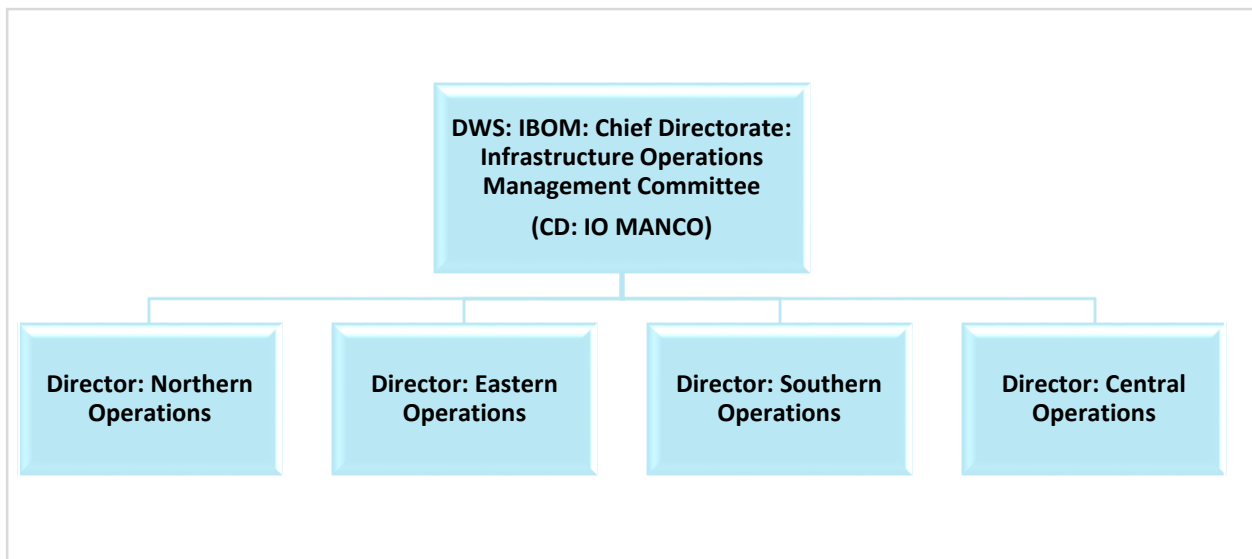 DWS: IBOM: Chief Directorate:
Infrastructure Operations
Management Committee
(CD: IO MANCO)
Director: Northern
Operations
Director: Eastern
Operations
Director: Southern
Operations
Director: Central
Operations